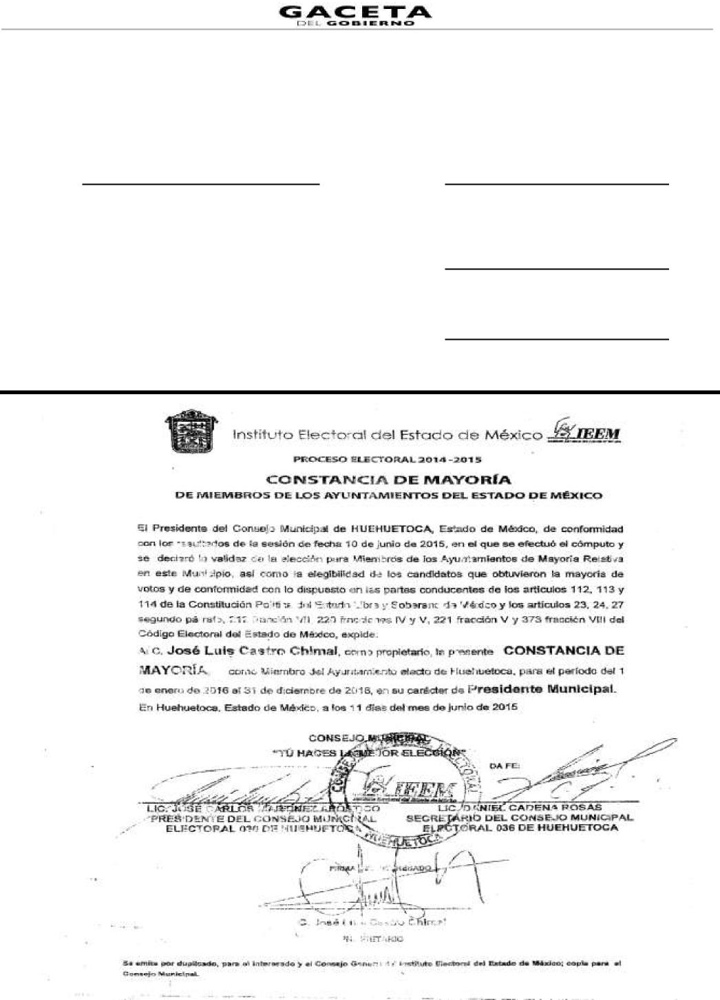 GACETA
DEL GOBIERNO
Instituto Electoral del Estado de México IEEM
PROCESO ELECTORAL 2014-2015
CONSTANCIA DE MAYORÍA
DE MIEMBROS DE LOS AYUNTAMIENTOS DEL ESTADO DE MÉXICO
El Presidente del Consejo Municipal de HUEHUETOCA, Estado de México, de conformidad
con los resultados de la sesión de fecha 10 de junio de 2015, en el que se efectuó el cómputo y
se declaró la validez de la elección para Miembros de los Ayuntamientos de Mayoría Relativa
en este Municipio, así como la elegibilidad de los candidatos que obtuvieron la mayoría de
votos y de conformidad con lo dispuesto en las partes conducentes de los artículos 112, 113 y
114 de la Constitución Política del Estado Libre y Soberano de México y los artículos 23, 24, 27
segundo párrafo, fracción VII, 220 fracciones IV y V, 221 fracción V y 373 fracción VIII del
Código Electoral del Estado de México, expide:
Al C. José Luis Castro Chimal, como propietario, la presente CONSTANCIA DE
MAYORÍA, como Miembro del Ayuntamiento electo de Huehuetoca, para el período del 1
de enero de 2016 al 31 de diciembre de 2018, en su carácter de Presidente Municipal.
En Huehuetoca, Estado de México, a los 11 días del mes de junio de 2015
CONSEJO MUNICIPAL
"TÚ HACES LA MEJOR ELECCIÓN"
DA FE:
CONSEJO MUNICIPAL ELECTORAL
IEEM
HUEHUETOCA
LIC. JOSÉ CARLOS
LIC. DANIEL CADENA ROSAS
PRESIDENTE DEL CONSEJO MUNICIPAL
SECRETARIO DEL CONSEJO MUNICIPAL
ELECTORAL 036 DE HUEHUETOCA
ELECTORAL 036 DE HUEHUETOCA
FIRMA DEL INTERESADO
C. José Luis Castro Chimal
PROPIETARIO
Se emite por duplicado, para el interesado y el Consejo General del Instituto Electoral del Estado de México; copia para el
Consejo Municipal.